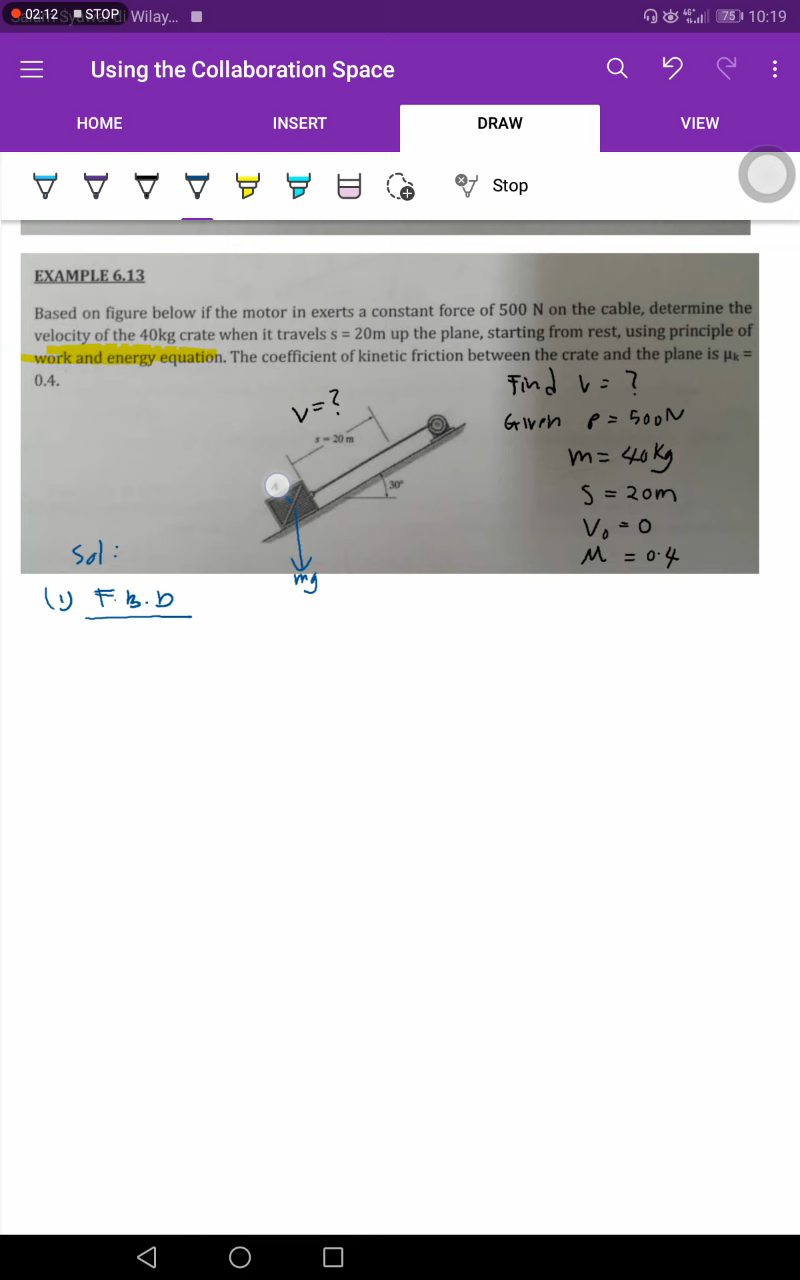 02:12 STOP Wilay... 4G 75 10:19
Using the Collaboration Space
HOME INSERT DRAW VIEW
Stop
EXAMPLE 6.13
Based on figure below if the motor in exerts a constant force of 500 N on the cable, determine the
velocity of the 40kg crate when it travels s = 20m up the plane, starting from rest, using principle of
work and energy equation. The coefficient of kinetic friction between the crate and the plane is μk =
0.4.
Find v = ?
v = ?
Given P = 500N
s = 20 m
m = 40kg
30°
S = 20m
V₀ = 0
Sol :
M = 0.4
mg
(1) F.B.D